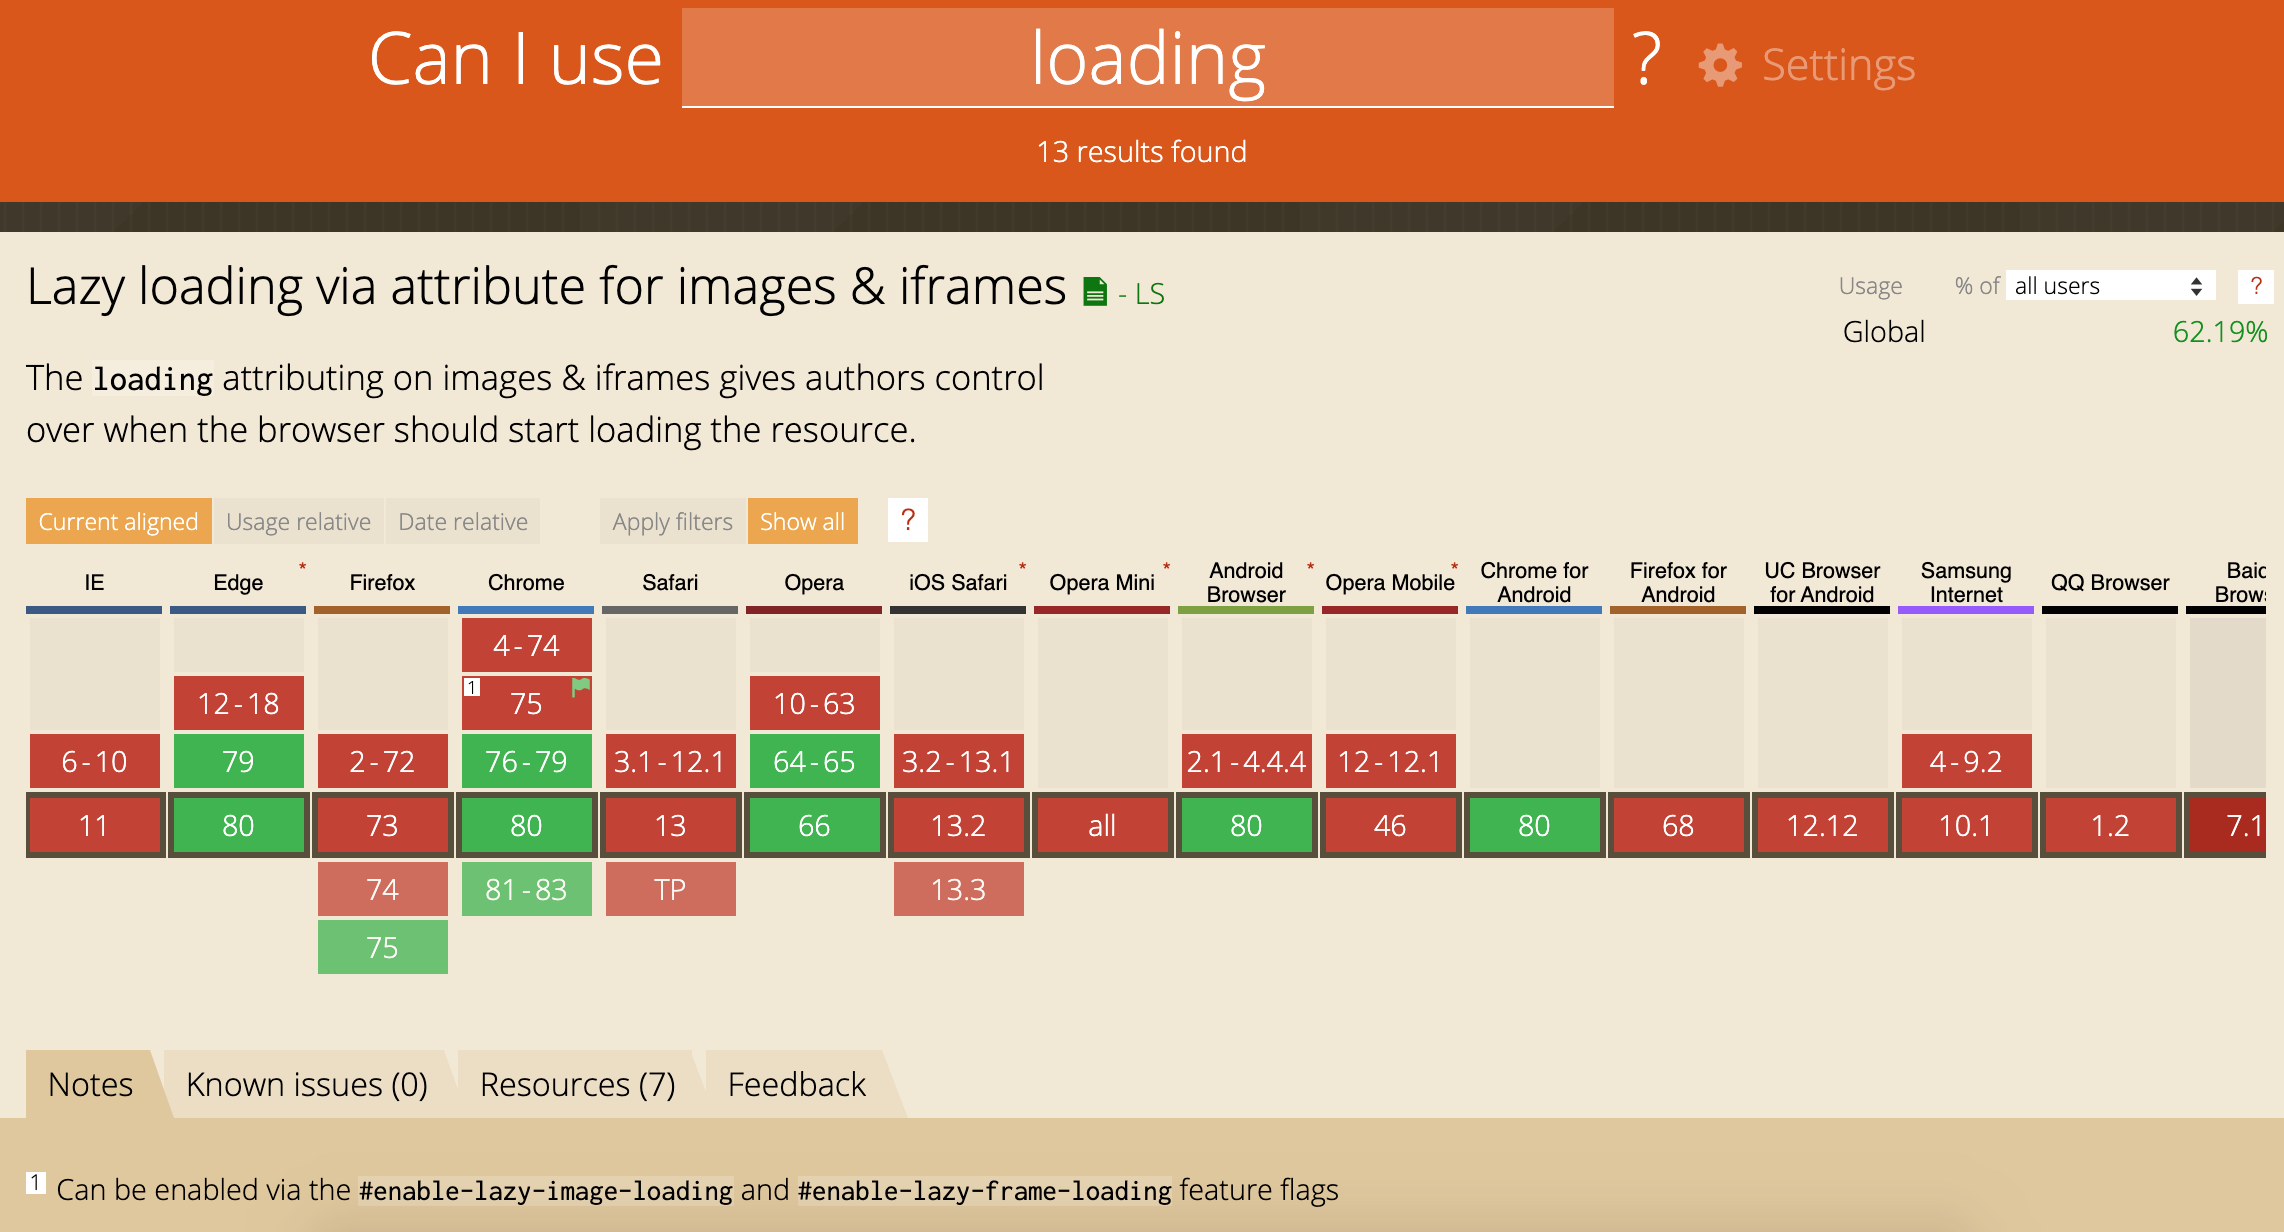 Can I use loading ? Settings
13 results found
Lazy loading via attribute for images & iframes - LS
Usage % of all users ?
Global 62.19%
The loading attributing on images & iframes gives authors control
over when the browser should start loading the resource.
Current aligned Usage relative Date relative Apply filters Show all ?
IE Edge * Firefox Chrome Safari Opera iOS Safari * Opera Mini * Android Browser * Opera Mobile * Chrome for Android Firefox for Android UC Browser for Android Samsung Internet QQ Browser
4-74
12-18 1 75 10-63
6-10 79 2-72 76-79 3.1-12.1 64-65 3.2-13.1 2.1-4.4.4 12-12.1 4-9.2
11 80 73 80 13 66 13.2 all 80 46 80 68 12.12 10.1 1.2 7.1
74 81-83 TP 13.3
75
Notes Known issues (0) Resources (7) Feedback
1 Can be enabled via the #enable-lazy-image-loading and #enable-lazy-frame-loading feature flags